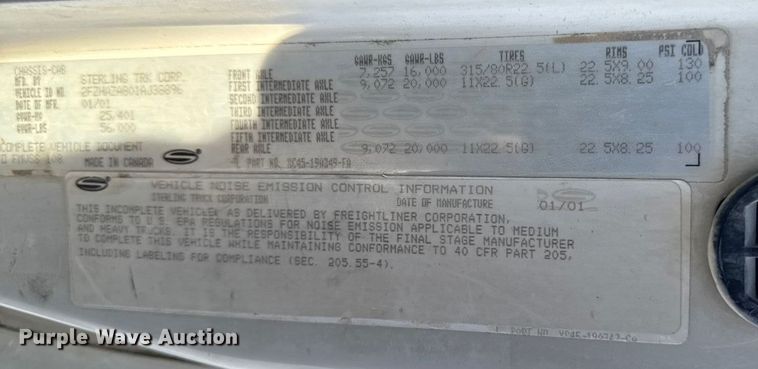 GAWR-KGS GAWR-LBS TIRES RIMS PSI COLD
CHASSIS-CAB
MFG. BY STERLING TRK CORP.
FRONT AXLE 7,257 16,000 315/80R22.5(L) 22.5X9.00 130
VEHICLE ID NO
FIRST INTERMEDIATE AXLE 9,072 20,000 11X22.5(G) 22.5X8.25 100
DATE OF MFG 01/01
SECOND INTERMEDIATE AXLE
GVWR-KG 25,401
THIRD INTERMEDIATE AXLE
GVWR-LBS 56,000
FOURTH INTERMEDIATE AXLE
FIFTH INTERMEDIATE AXLE
INCOMPLETE VEHICLE DOCUMENT
REAR AXLE 9,072 20,000 11X22.5(G) 22.5X8.25 100
MADE IN CANADA
PART NO.
VEHICLE NOISE EMISSION CONTROL INFORMATION
STERLING TRUCK CORPORATION DATE OF MANUFACTURE 01/01
THIS INCOMPLETE VEHICLE, AS DELIVERED BY FREIGHTLINER CORPORATION,
CONFORMS TO U S EPA REGULATIONS FOR NOISE EMISSION APPLICABLE TO MEDIUM
AND HEAVY TRUCKS. IT IS THE RESPONSIBILITY OF THE FINAL STAGE MANUFACTURER
TO COMPLETE THIS VEHICLE WHILE MAINTAINING CONFORMANCE TO 40 CFR PART 205,
INCLUDING LABELING FOR COMPLIANCE (SEC. 205.55-4).
PART NO.
Purple Wave Auction